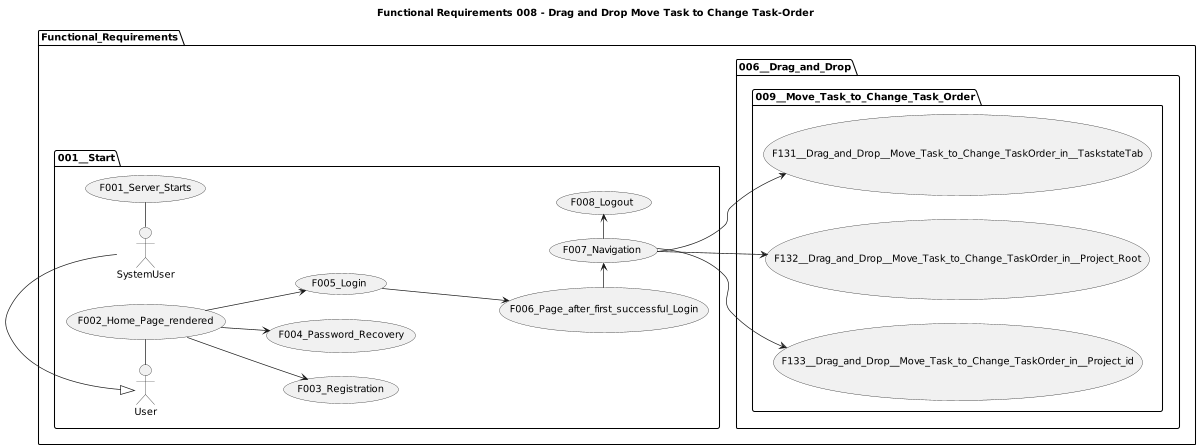 Functional Requirements 008 - Drag and Drop Move Task to Change Task-Order
Functional_Requirements
006__Drag_and_Drop
009__Move_Task_to_Change_Task_Order
F131__Drag_and_Drop__Move_Task_to_Change_TaskOrder_in__TaskstateTab
F132__Drag_and_Drop__Move_Task_to_Change_TaskOrder_in__Project_Root
F133__Drag_and_Drop__Move_Task_to_Change_TaskOrder_in__Project_id
001__Start
F001_Server_Starts
SystemUser
F002_Home_Page_rendered
User
F005_Login
F004_Password_Recovery
F003_Registration
F008_Logout
F007_Navigation
F006_Page_after_first_successful_Login